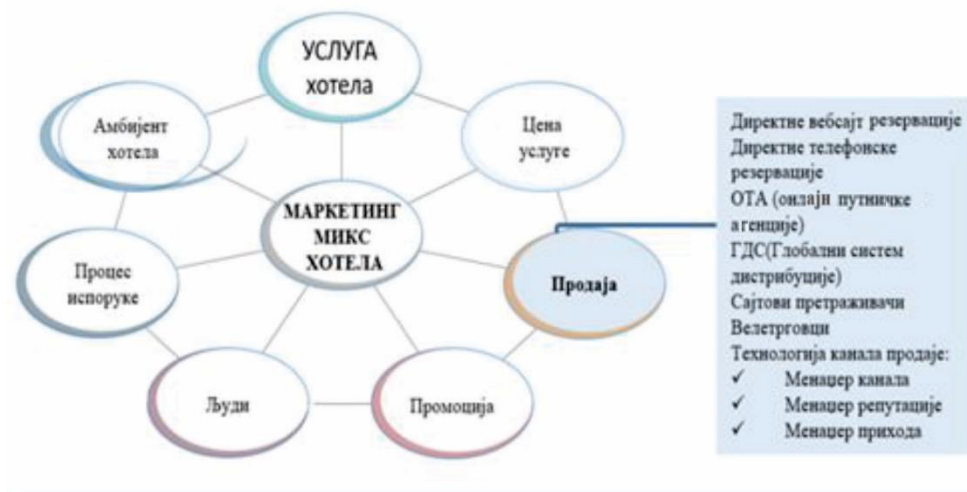 УСЛУГА
хотела
Амбијент
хотела
Цена
услуге
МАРКЕТИНГ
МИКС
ХОТЕЛА
Процес
испоруке
Продаја
Људи
Промоција
Директне вебсајт резервације
Директне телефонске
резервације
ОТА (онлајн путничке
агенције)
ГДС(Глобални систем
дистрибуције)
Сајтови претраживачи
Велетрговци
Технологија канала продаје:
✓ Менаџер канала
✓ Менаџер репутације
✓ Менаџер прихода